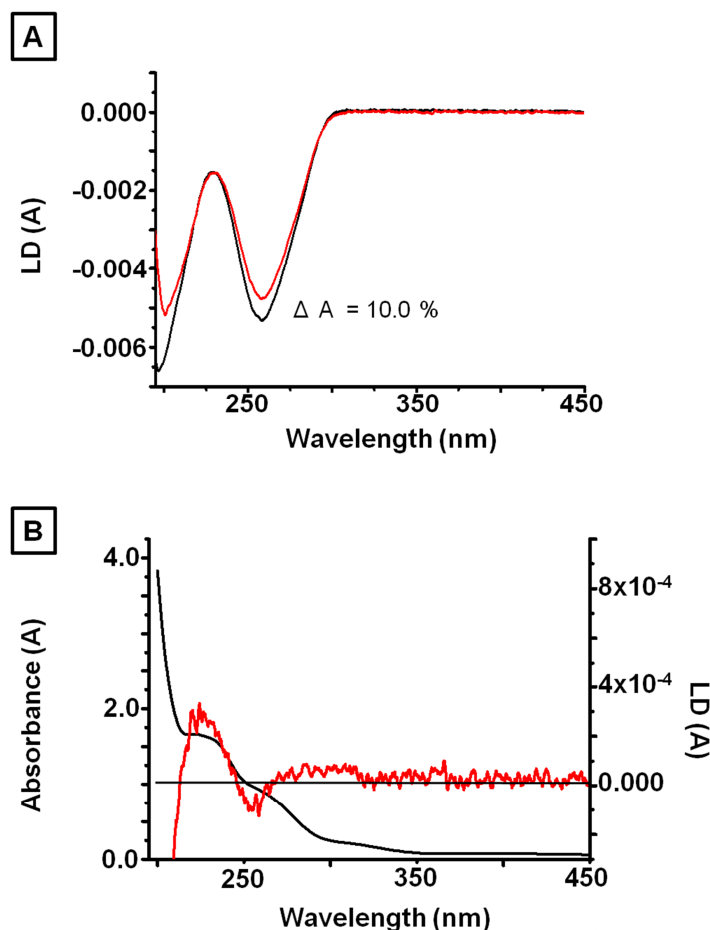 A
0.000
-0.002
-0.004
-0.006
LD (A)
Δ A = 10.0 %
250
350
450
Wavelength (nm)
B
4.0
2.0
0.0
Absorbance (A)
8x10⁻⁴
4x10⁻⁴
0.000
LD (A)
250
350
450
Wavelength (nm)